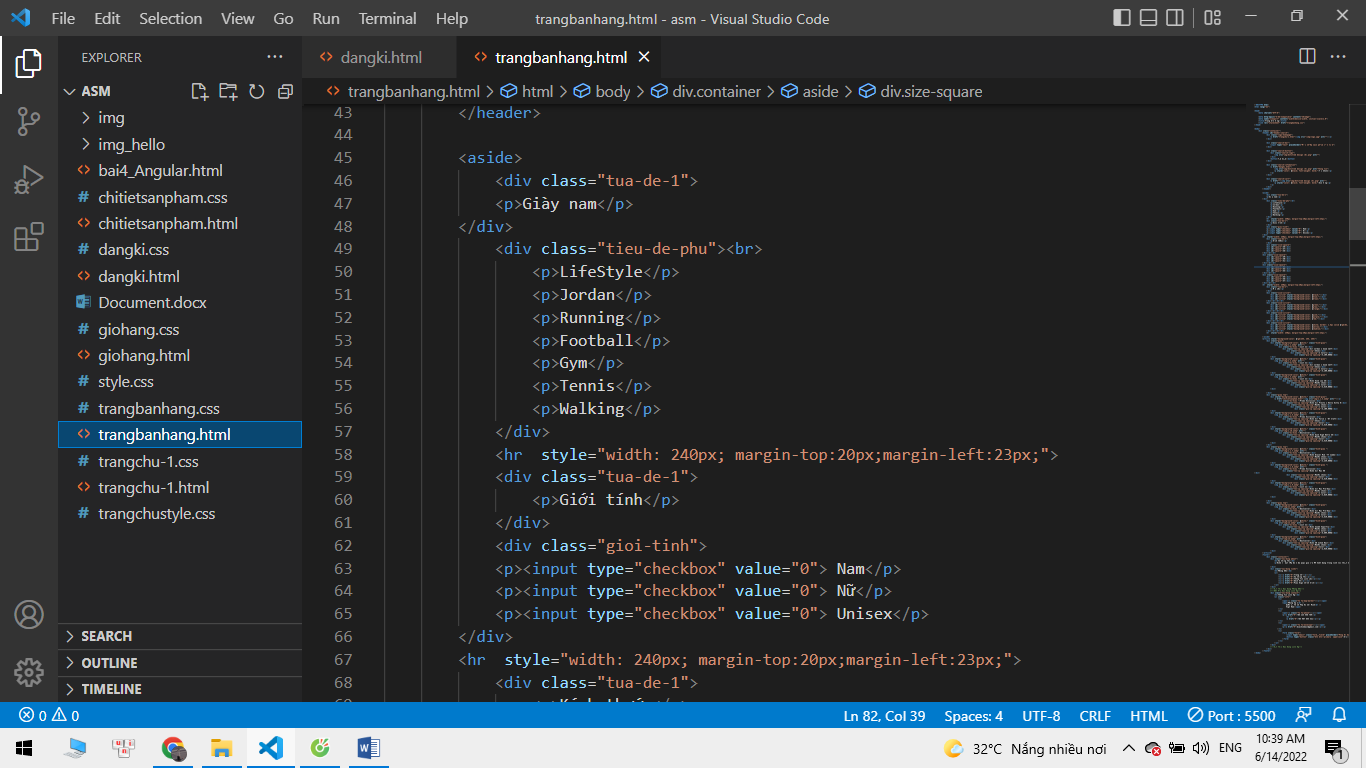 File Edit Selection View Go Run Terminal Help trangbanhang.html - asm - Visual Studio Code
EXPLORER
ASM
img
img_hello
bai4_Angular.html
chitietsanpham.css
chitietsanpham.html
dangki.css
dangki.html
Document.docx
giohang.css
giohang.html
style.css
trangbanhang.css
trangbanhang.html
trangchu-1.css
trangchu-1.html
trangchustyle.css
SEARCH
OUTLINE
TIMELINE
dangki.html trangbanhang.html
trangbanhang.html > html > body > div.container > aside > div.size-square
43 </header>
44
45 <aside>
46 <div class="tua-de-1">
47 <p>Giày nam</p>
48 </div>
49 <div class="tieu-de-phu"><br>
50 <p>LifeStyle</p>
51 <p>Jordan</p>
52 <p>Running</p>
53 <p>Football</p>
54 <p>Gym</p>
55 <p>Tennis</p>
56 <p>Walking</p>
57 </div>
58 <hr  style="width: 240px; margin-top:20px;margin-left:23px;">
59 <div class="tua-de-1">
60 <p>Giới tính</p>
61 </div>
62 <div class="gioi-tinh">
63 <p><input type="checkbox" value="0"> Nam</p>
64 <p><input type="checkbox" value="0"> Nữ</p>
65 <p><input type="checkbox" value="0"> Unisex</p>
66 </div>
67 <hr  style="width: 240px; margin-top:20px;margin-left:23px;">
68 <div class="tua-de-1">
0 0 Ln 82, Col 39 Spaces: 4 UTF-8 CRLF HTML Port : 5500
32°C Nắng nhiều nơi ENG 10:39 AM
6/14/2022
1